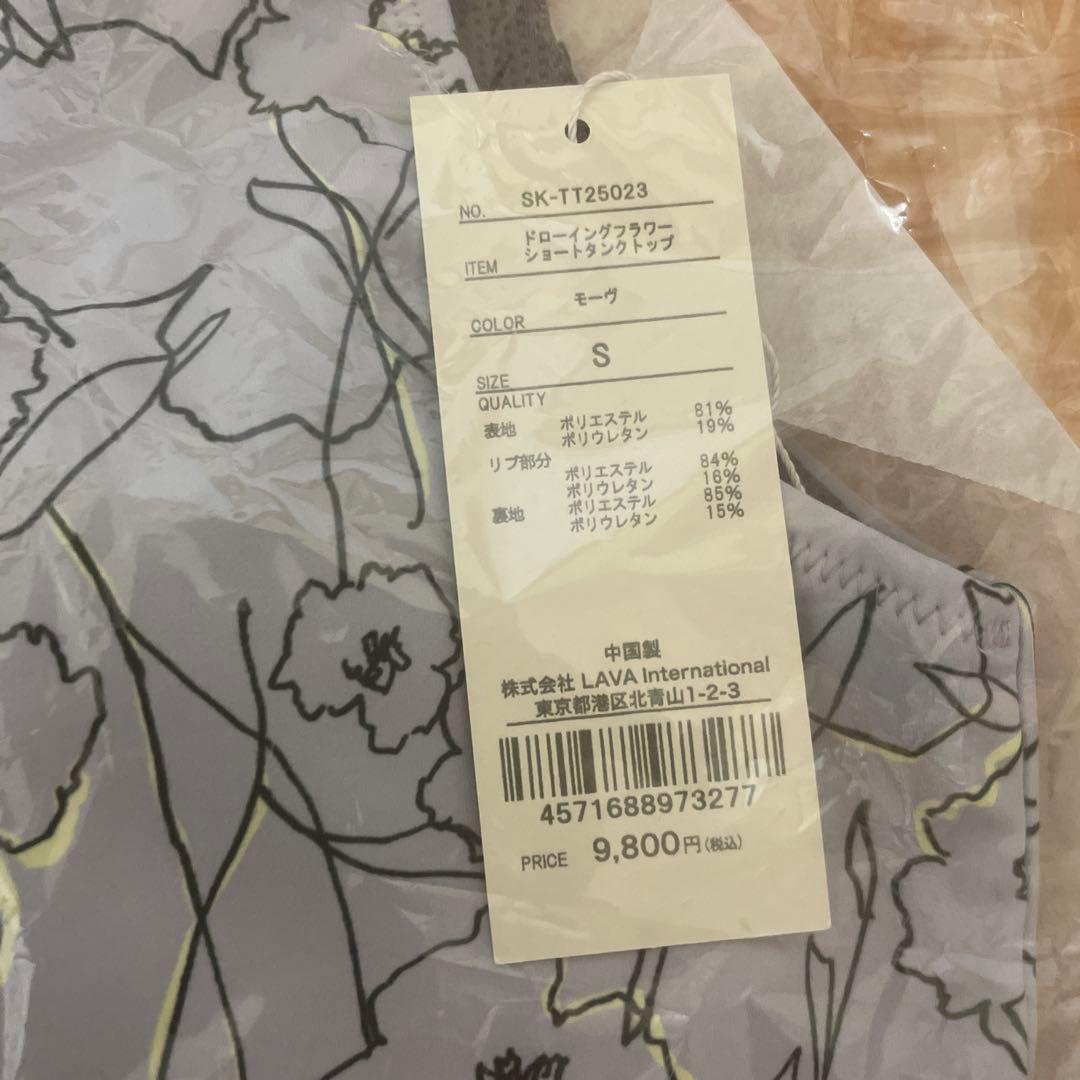 NO. SK-TT25023
ドローイングフラワー
ITEM ショートタンクトップ
COLOR モーヴ
SIZE S
QUALITY
表地 ポリエステル 81%
ポリウレタン 19%
リブ部分 ポリエステル 84%
ポリウレタン 16%
裏地 ポリエステル 85%
ポリウレタン 15%
中国製
株式会社 LAVA International
東京都港区北青山1-2-3
4571688973277
PRICE 9,800円(税込)